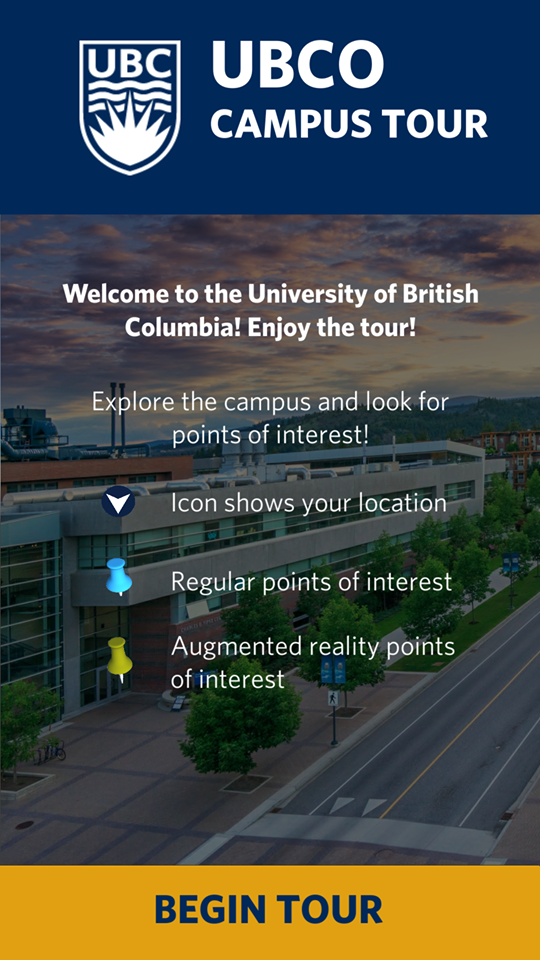 UBC
UBCO
CAMPUS TOUR
Welcome to the University of British
Columbia! Enjoy the tour!
Explore the campus and look for
points of interest!
Icon shows your location
Regular points of interest
Augmented reality points
of interest
BEGIN TOUR